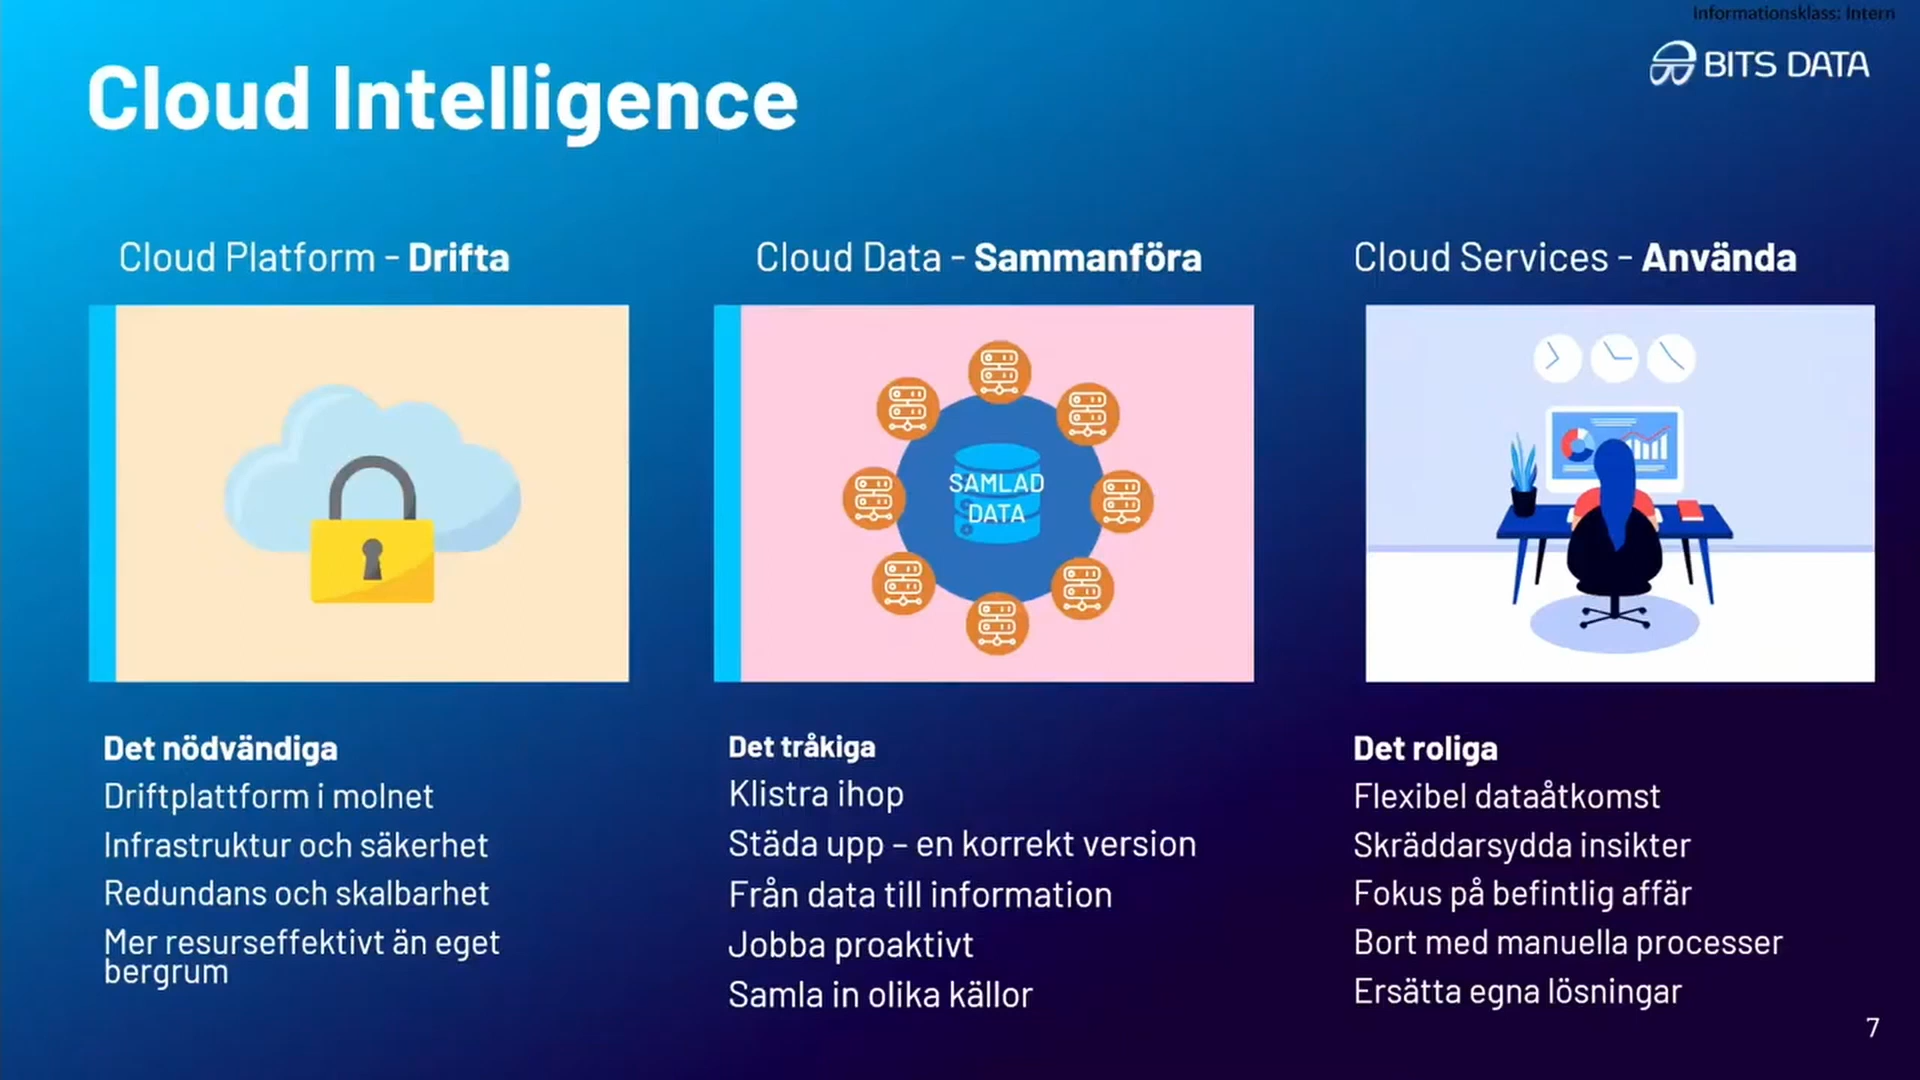 Informationsklass: Intern
BITS DATA
Cloud Intelligence
Cloud Platform - Drifta
Det nödvändiga
Driftplattform i molnet
Infrastruktur och säkerhet
Redundans och skalbarhet
Mer resurseffektivt än eget
bergrum
Cloud Data - Sammanföra
SAMLAD
DATA
Det tråkiga
Klistra ihop
Städa upp – en korrekt version
Från data till information
Jobba proaktivt
Samla in olika källor
Cloud Services - Använda
Det roliga
Flexibel dataåtkomst
Skräddarsydda insikter
Fokus på befintlig affär
Bort med manuella processer
Ersätta egna lösningar
7